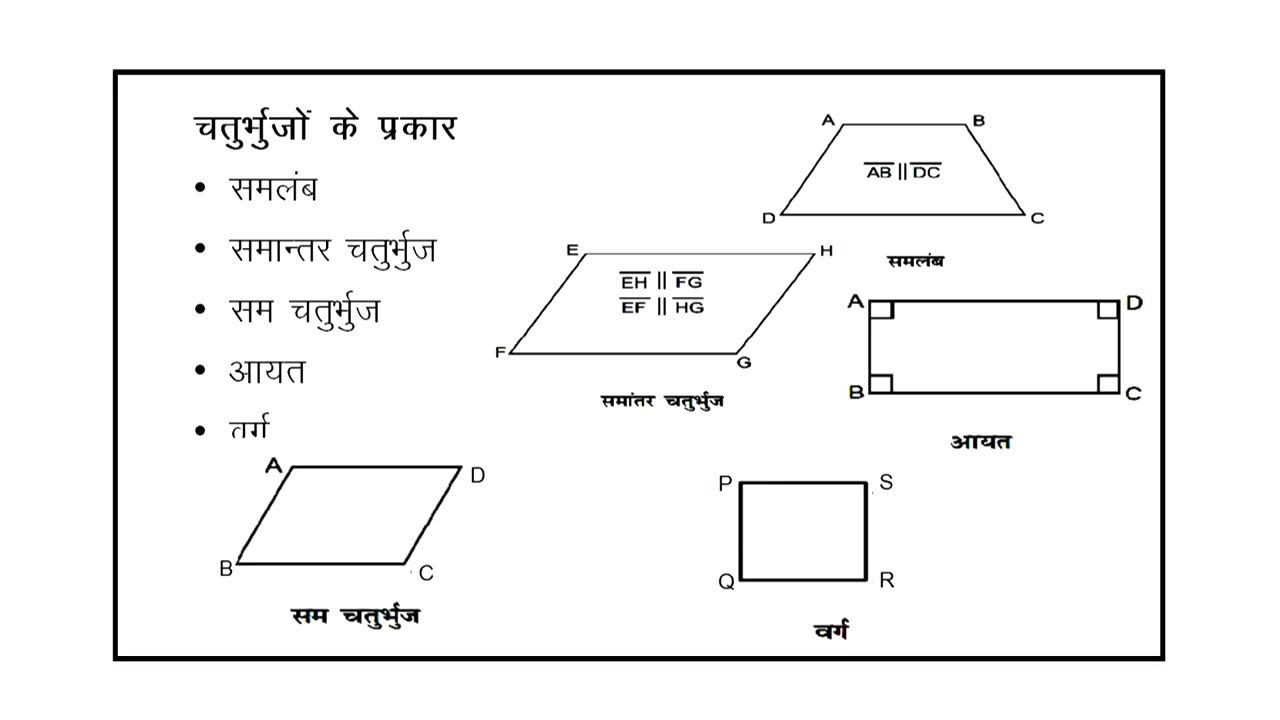 चतुर्भुजों के प्रकार
• समलंब
• समान्तर चतुर्भुज
• सम चतुर्भुज
• आयत
• वर्ग
A B
AB || DC
D C
समलंब
E H
EH || FG
EF || HG
F G
समांतर चतुर्भुज
A D
B C
आयत
A D
B C
सम चतुर्भुज
P S
Q R
वर्ग